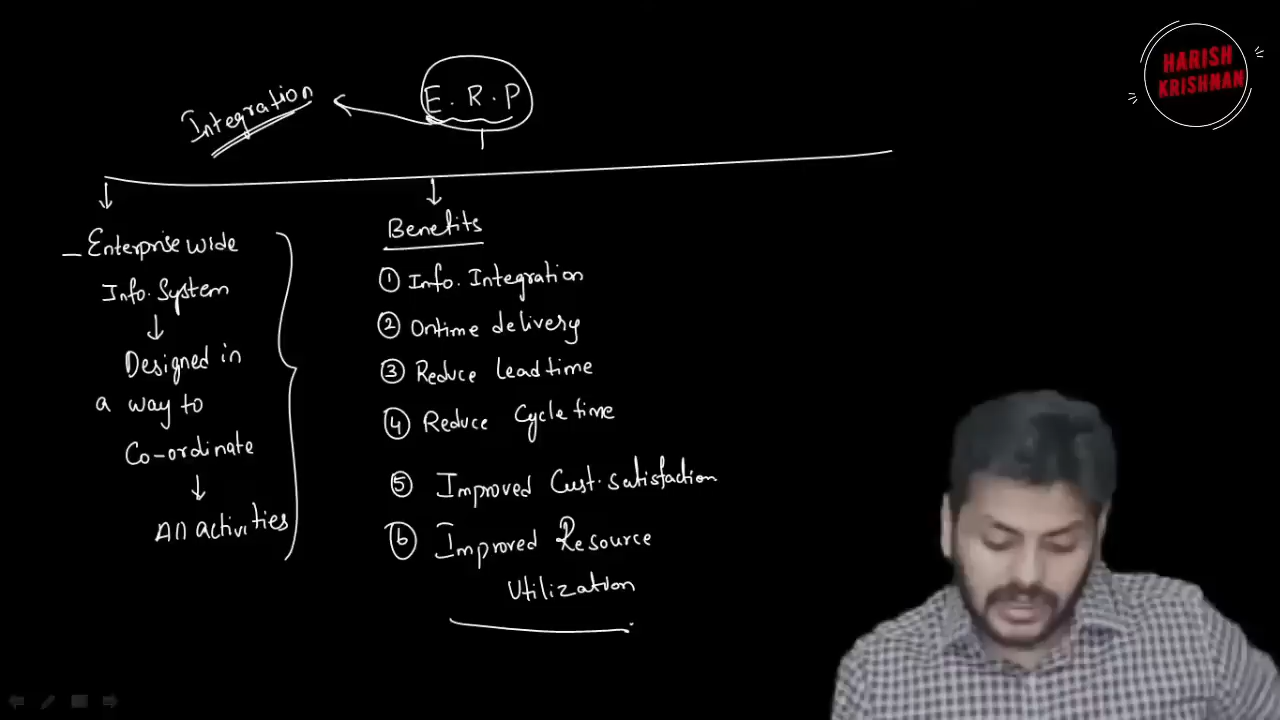 HARISH
KRISHNAN
E. R. P
Integration
Enterprise wide
Info. System
Designed in
a way to
Co-ordinate
All activities
Benefits
① Info. Integration
② Ontime delivery
③ Reduce Lead time
④ Reduce Cycle time
⑤ Improved Cust. satisfaction
⑥ Improved Resource
Utilization